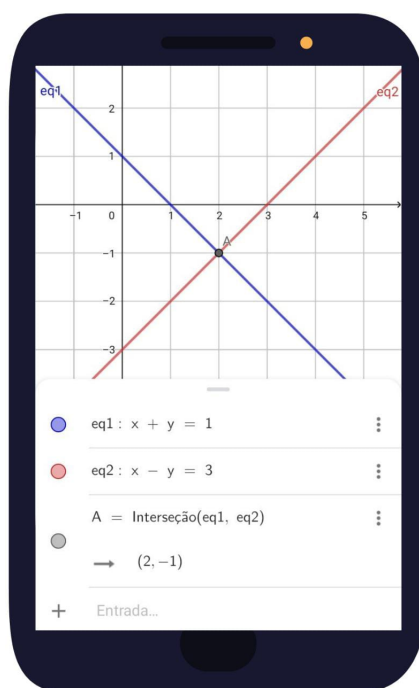 eq1
eq2
2
1
−1
0
1
2
3
4
5
A
−1
−2
−3
eq1 : x + y = 1
eq2 : x − y = 3
A = Interseção(eq1, eq2)
→ (2, −1)
+ Entrada...